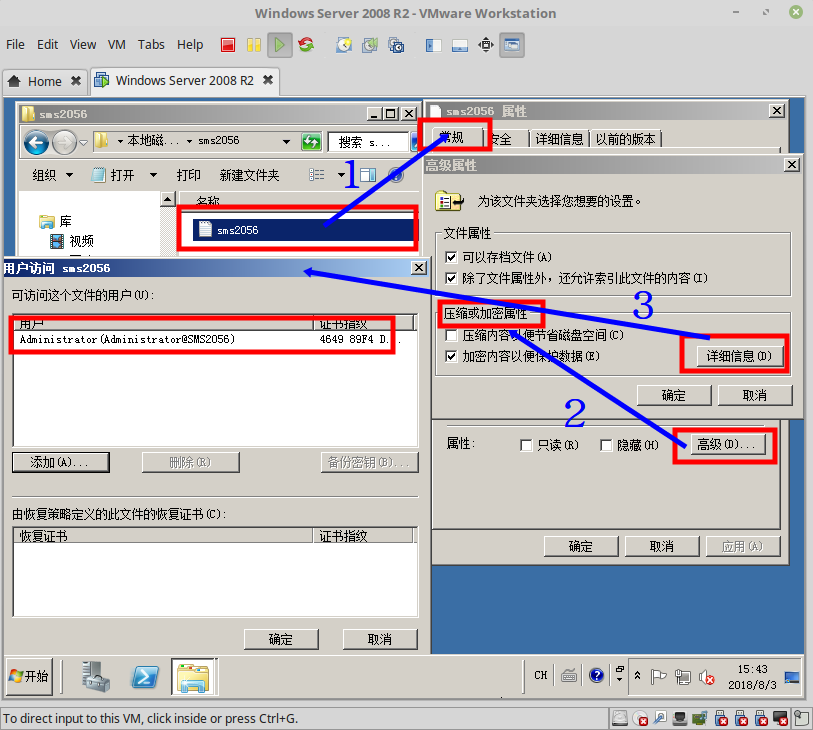 Windows Server 2008 R2 - VMware Workstation
File Edit View VM Tabs Help
Home
Windows Server 2008 R2
sms2056
本地磁... sms2056
搜索 s...
组织 打开 打印 新建文件夹
名称
库
视频
sms2056
1
sms2056 属性
常规 安全 详细信息 以前的版本
高级属性
为该文件夹选择您想要的设置。
文件属性
可以存档文件(A)
除了文件属性外，还允许索引此文件的内容(I)
压缩或加密属性
3
压缩内容以便节省磁盘空间(C)
加密内容以便保护数据(E)
详细信息(D)
确定 取消
2
属性: 只读(R) 隐藏(H) 高级(D)...
确定 取消 应用(A)
用户访问 sms2056
可访问这个文件的用户(U):
用户 证书指纹
Administrator(Administrator@SMS2056) 4649 89F4 D...
添加(A)... 删除(R) 备份密钥(B)...
由恢复策略定义的此文件的恢复证书(C):
恢复证书 证书指纹
确定 取消
开始
CH
15:43
2018/8/3
To direct input to this VM, click inside or press Ctrl+G.